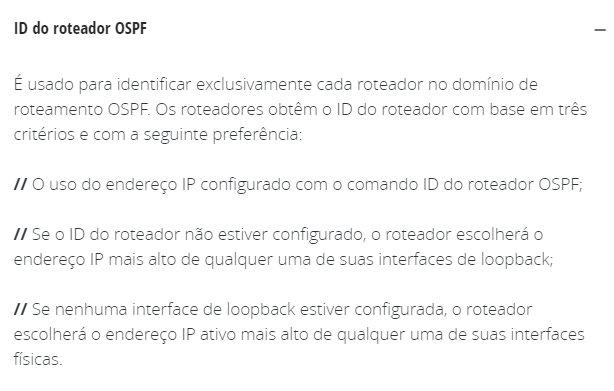 ID do roteador OSPF
É usado para identificar exclusivamente cada roteador no domínio de
roteamento OSPF. Os roteadores obtêm o ID do roteador com base em três
critérios e com a seguinte preferência:
// O uso do endereço IP configurado com o comando ID do roteador OSPF;
// Se o ID do roteador não estiver configurado, o roteador escolherá o
endereço IP mais alto de qualquer uma de suas interfaces de loopback;
// Se nenhuma interface de loopback estiver configurada, o roteador
escolherá o endereço IP ativo mais alto de qualquer uma de suas interfaces
físicas.